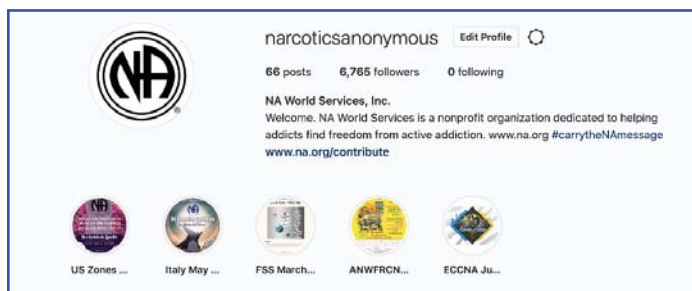 NA
®
narcoticsanonymous Edit Profile
66 posts 6,765 followers 0 following
NA World Services, Inc.
Welcome. NA World Services is a nonprofit organization dedicated to helping
addicts find freedom from active addiction. www.na.org #carrytheNAmessage
www.na.org/contribute
NA
NA
US Zones ... Italy May ... FSS March... ANWFRCN... ECCNA Ju...